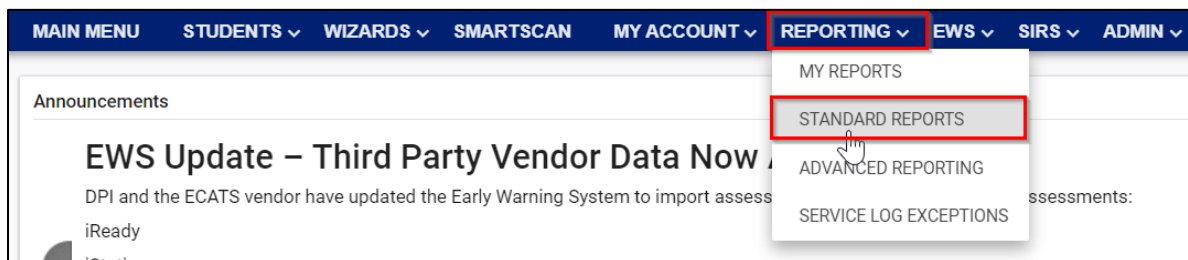 MAIN MENU STUDENTS WIZARDS SMARTSCAN MY ACCOUNT REPORTING EWS SIRS ADMIN
MY REPORTS
STANDARD REPORTS
ADVANCED REPORTING
SERVICE LOG EXCEPTIONS
Announcements
EWS Update – Third Party Vendor Data Now
DPI and the ECATS vendor have updated the Early Warning System to import assess ssessments:
iReady